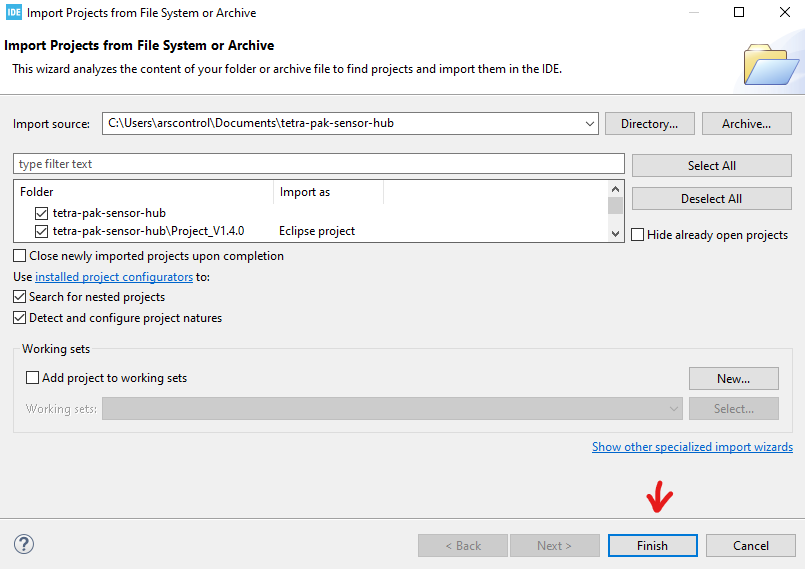 IDE Import Projects from File System or Archive
Import Projects from File System or Archive
This wizard analyzes the content of your folder or archive file to find projects and import them in the IDE.
Import source: C:\Users\arscontrol\Documents\tetra-pak-sensor-hub Directory... Archive...
type filter text Select All
Folder Import as
Deselect All
tetra-pak-sensor-hub
tetra-pak-sensor-hub\Project_V1.4.0 Eclipse project Hide already open projects
Close newly imported projects upon completion
Use installed project configurators to:
Search for nested projects
Detect and configure project natures
Working sets
Add project to working sets New...
Working sets: Select...
Show other specialized import wizards
? < Back Next > Finish Cancel